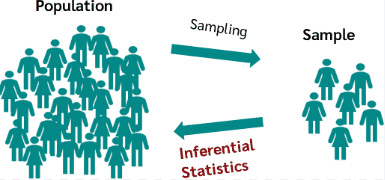 Population
Sampling
Sample
Inferential
Statistics